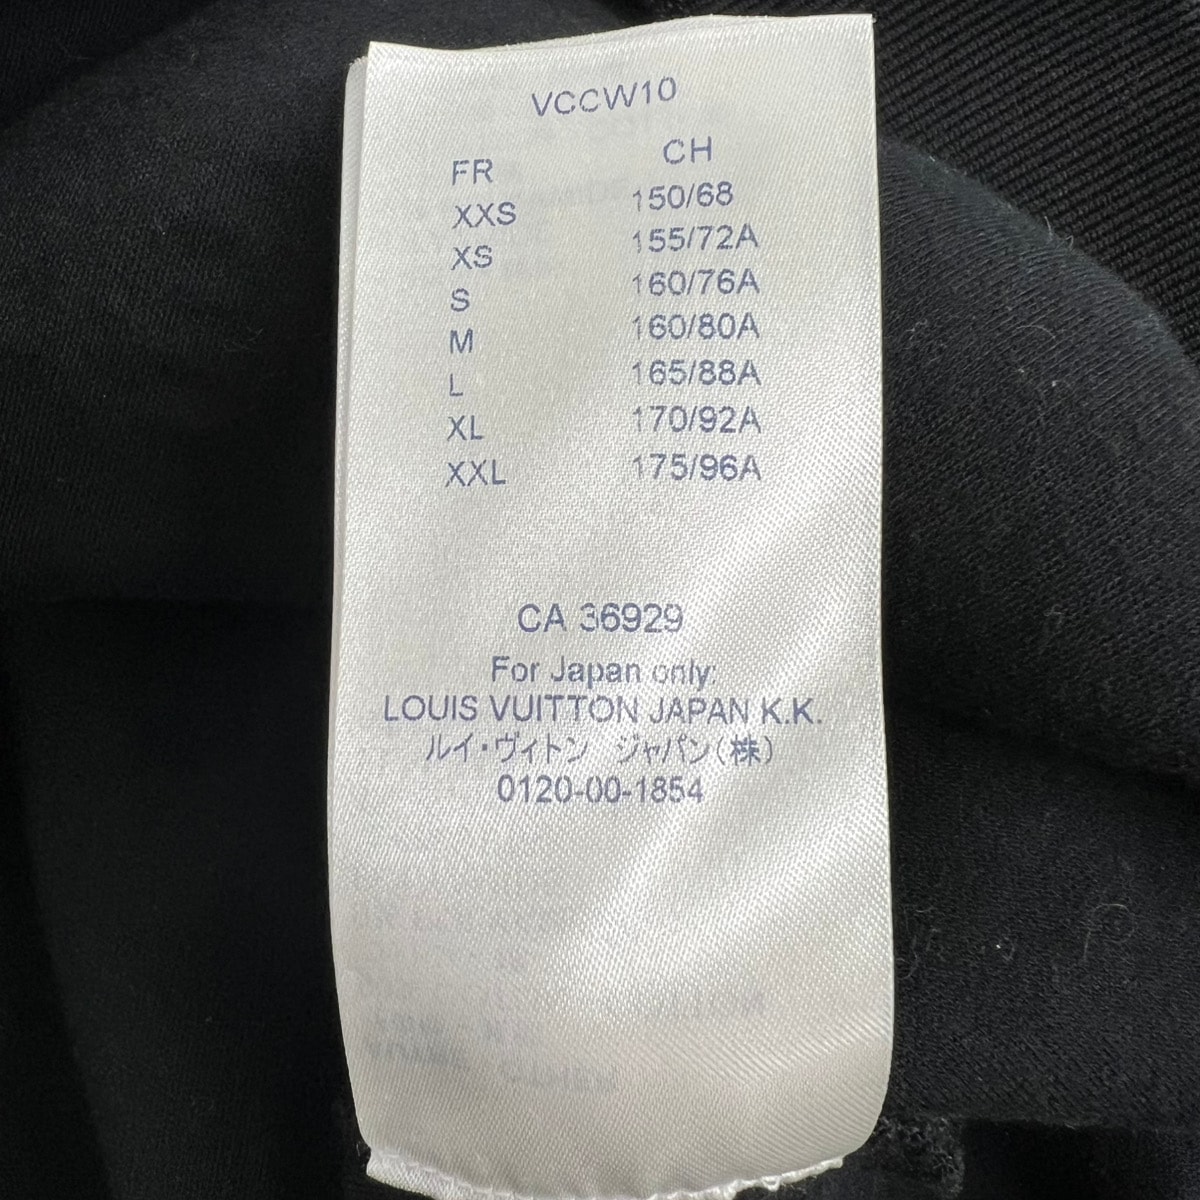 VCCW10
FR CH
XXS 150/68
XS 155/72A
S 160/76A
M 160/80A
L 165/88A
XL 170/92A
XXL 175/96A
CA 36929
For Japan only:
LOUIS VUITTON JAPAN K.K.
ルイ・ヴィトン ジャパン(株)
0120-00-1854